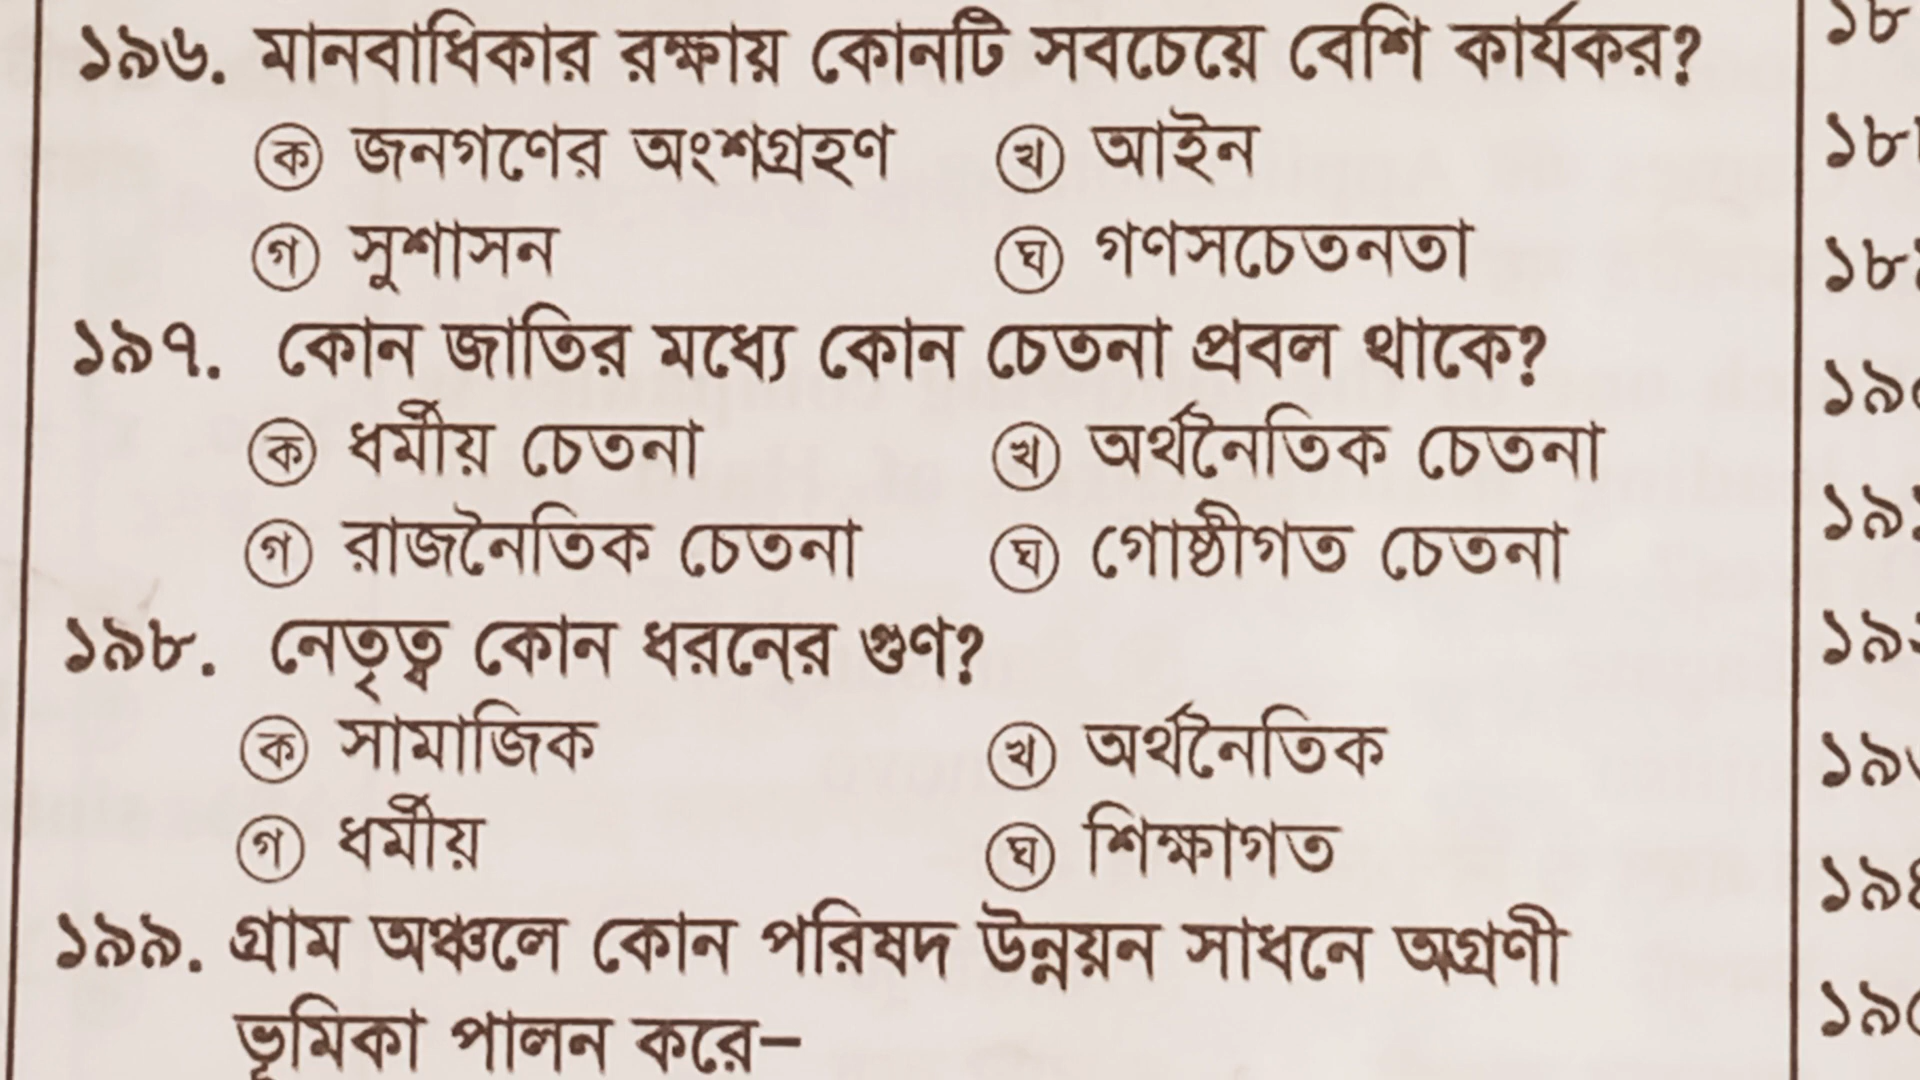 ১৯৬. মানবাধিকার রক্ষায় কোনটি সবচেয়ে বেশি কার্যকর?
ক জনগণের অংশগ্রহণ খ আইন
গ সুশাসন ঘ গণসচেতনতা
১৯৭. কোন জাতির মধ্যে কোন চেতনা প্রবল থাকে?
ক ধর্মীয় চেতনা খ অর্থনৈতিক চেতনা
গ রাজনৈতিক চেতনা ঘ গোষ্ঠীগত চেতনা
১৯৮. নেতৃত্ব কোন ধরনের গুণ?
ক সামাজিক খ অর্থনৈতিক
গ ধর্মীয় ঘ শিক্ষাগত
১৯৯. গ্রাম অঞ্চলে কোন পরিষদ উন্নয়ন সাধনে অগ্রণী
ভূমিকা পালন করে–